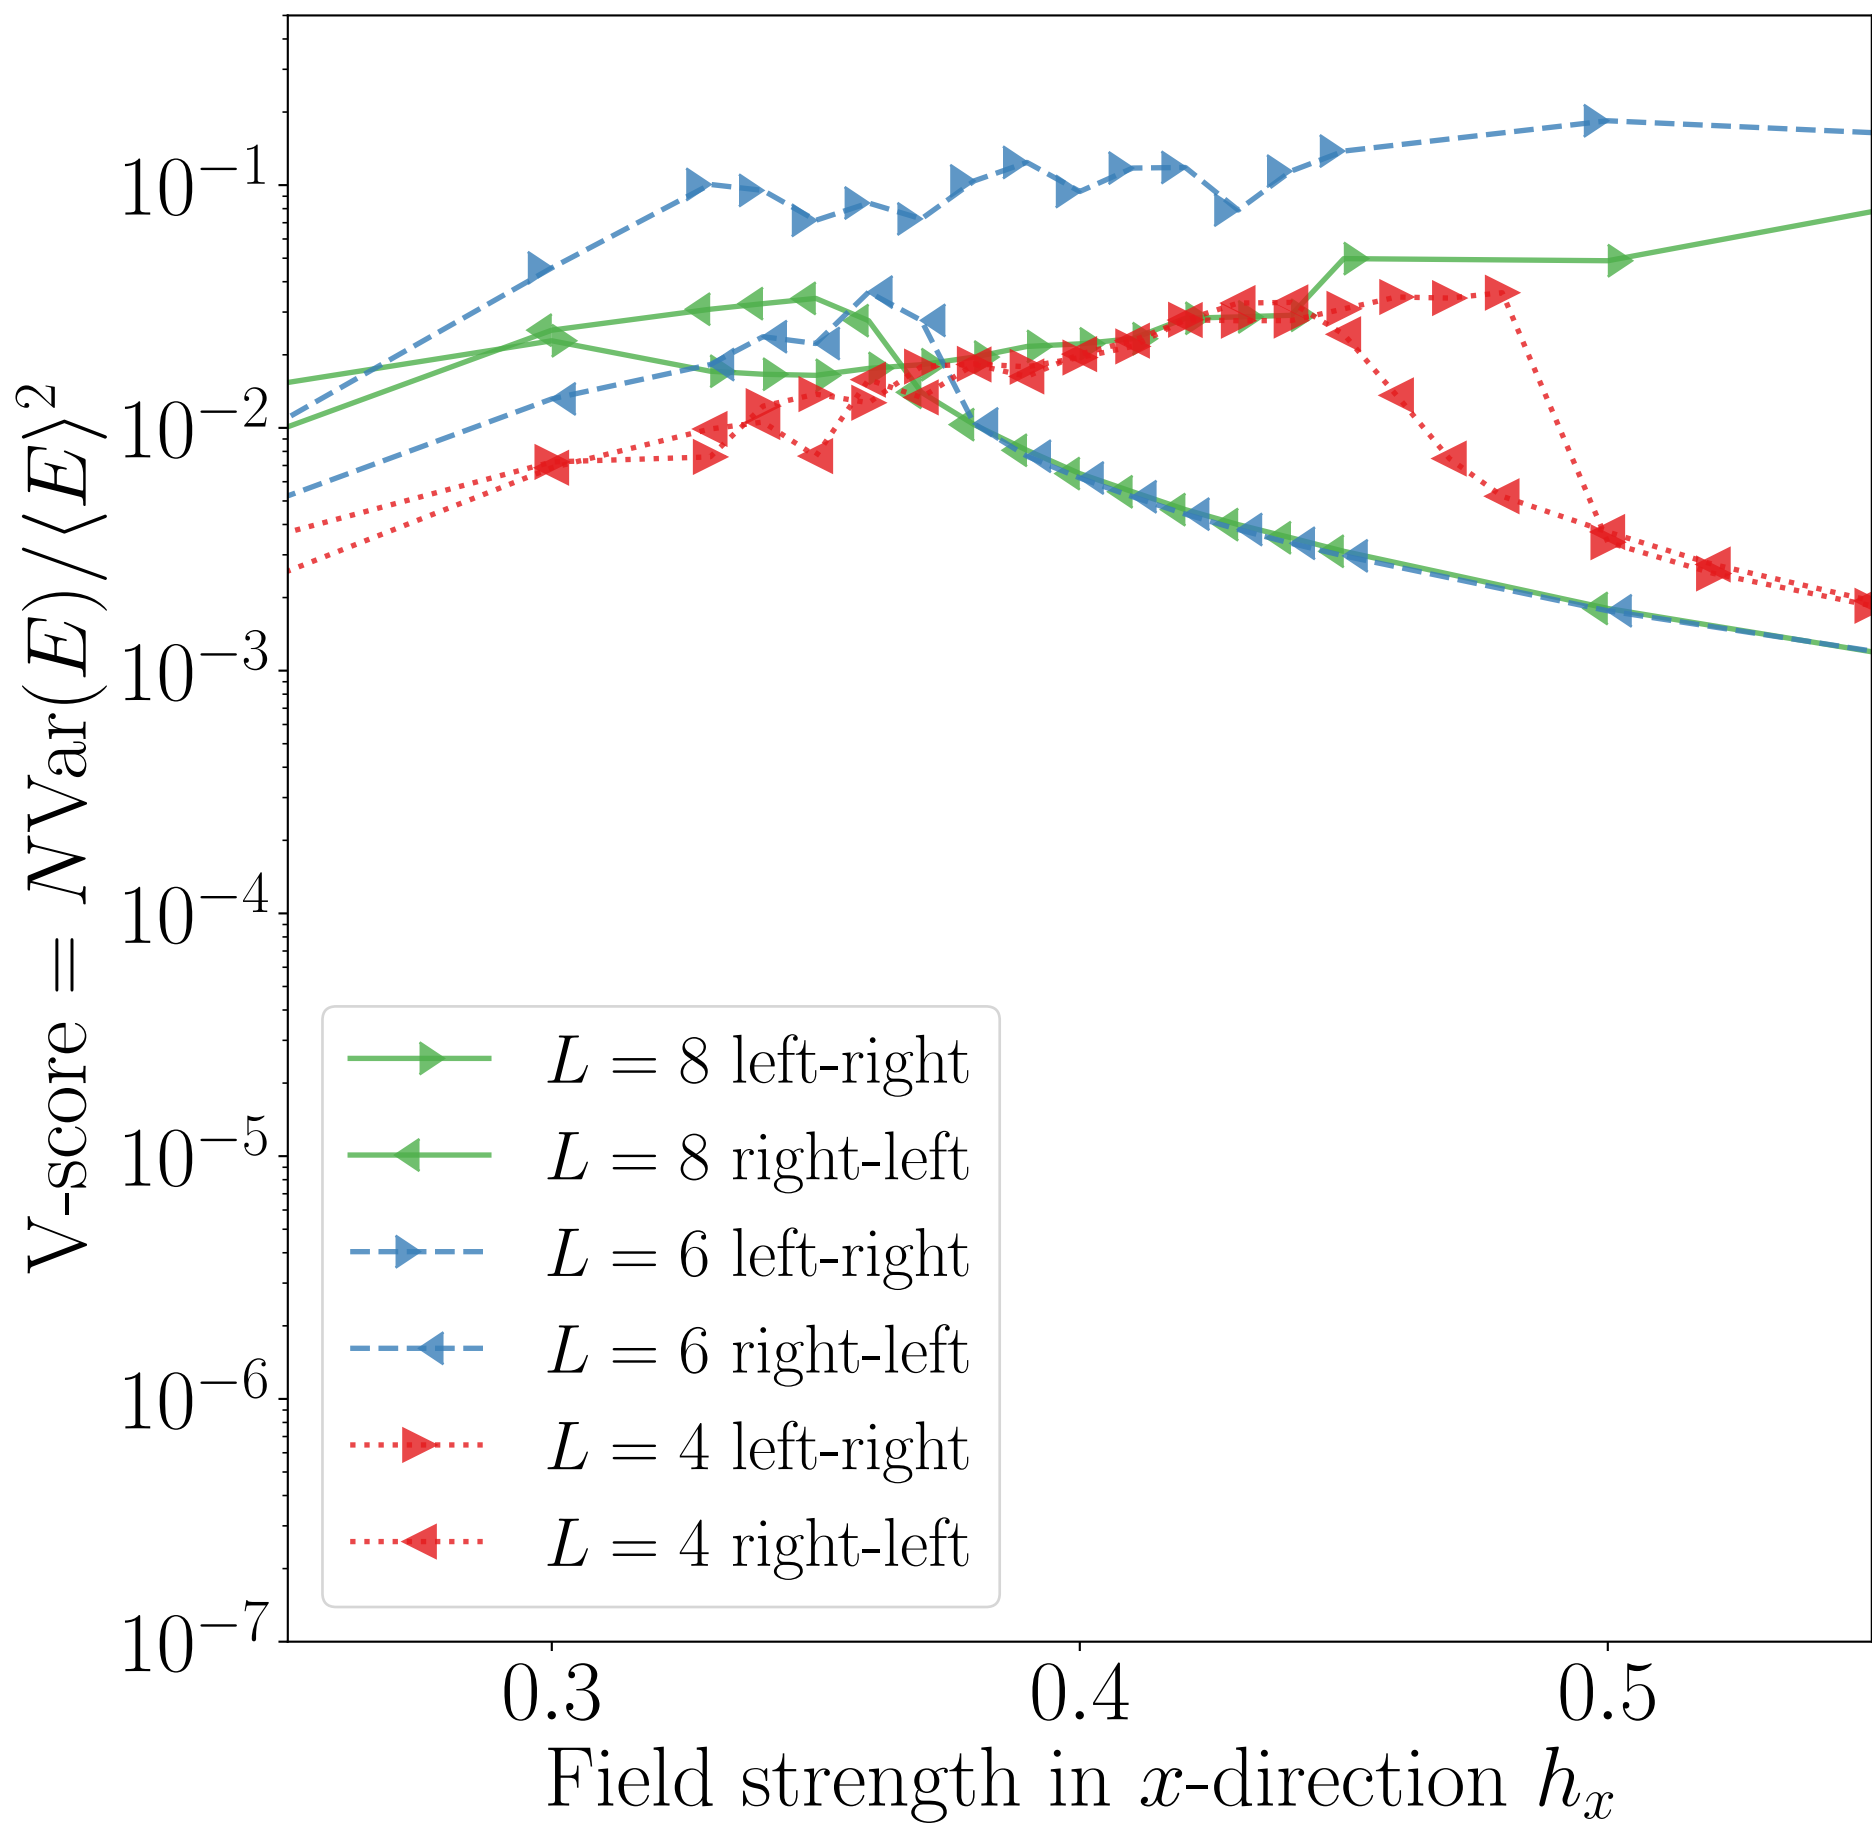 V-score = NVar(E)/⟨E⟩²
10⁻¹
10⁻²
10⁻³
10⁻⁴
10⁻⁵
10⁻⁶
10⁻⁷
L = 8 left-right
L = 8 right-left
L = 6 left-right
L = 6 right-left
L = 4 left-right
L = 4 right-left
0.3 0.4 0.5
Field strength in x-direction hₓ